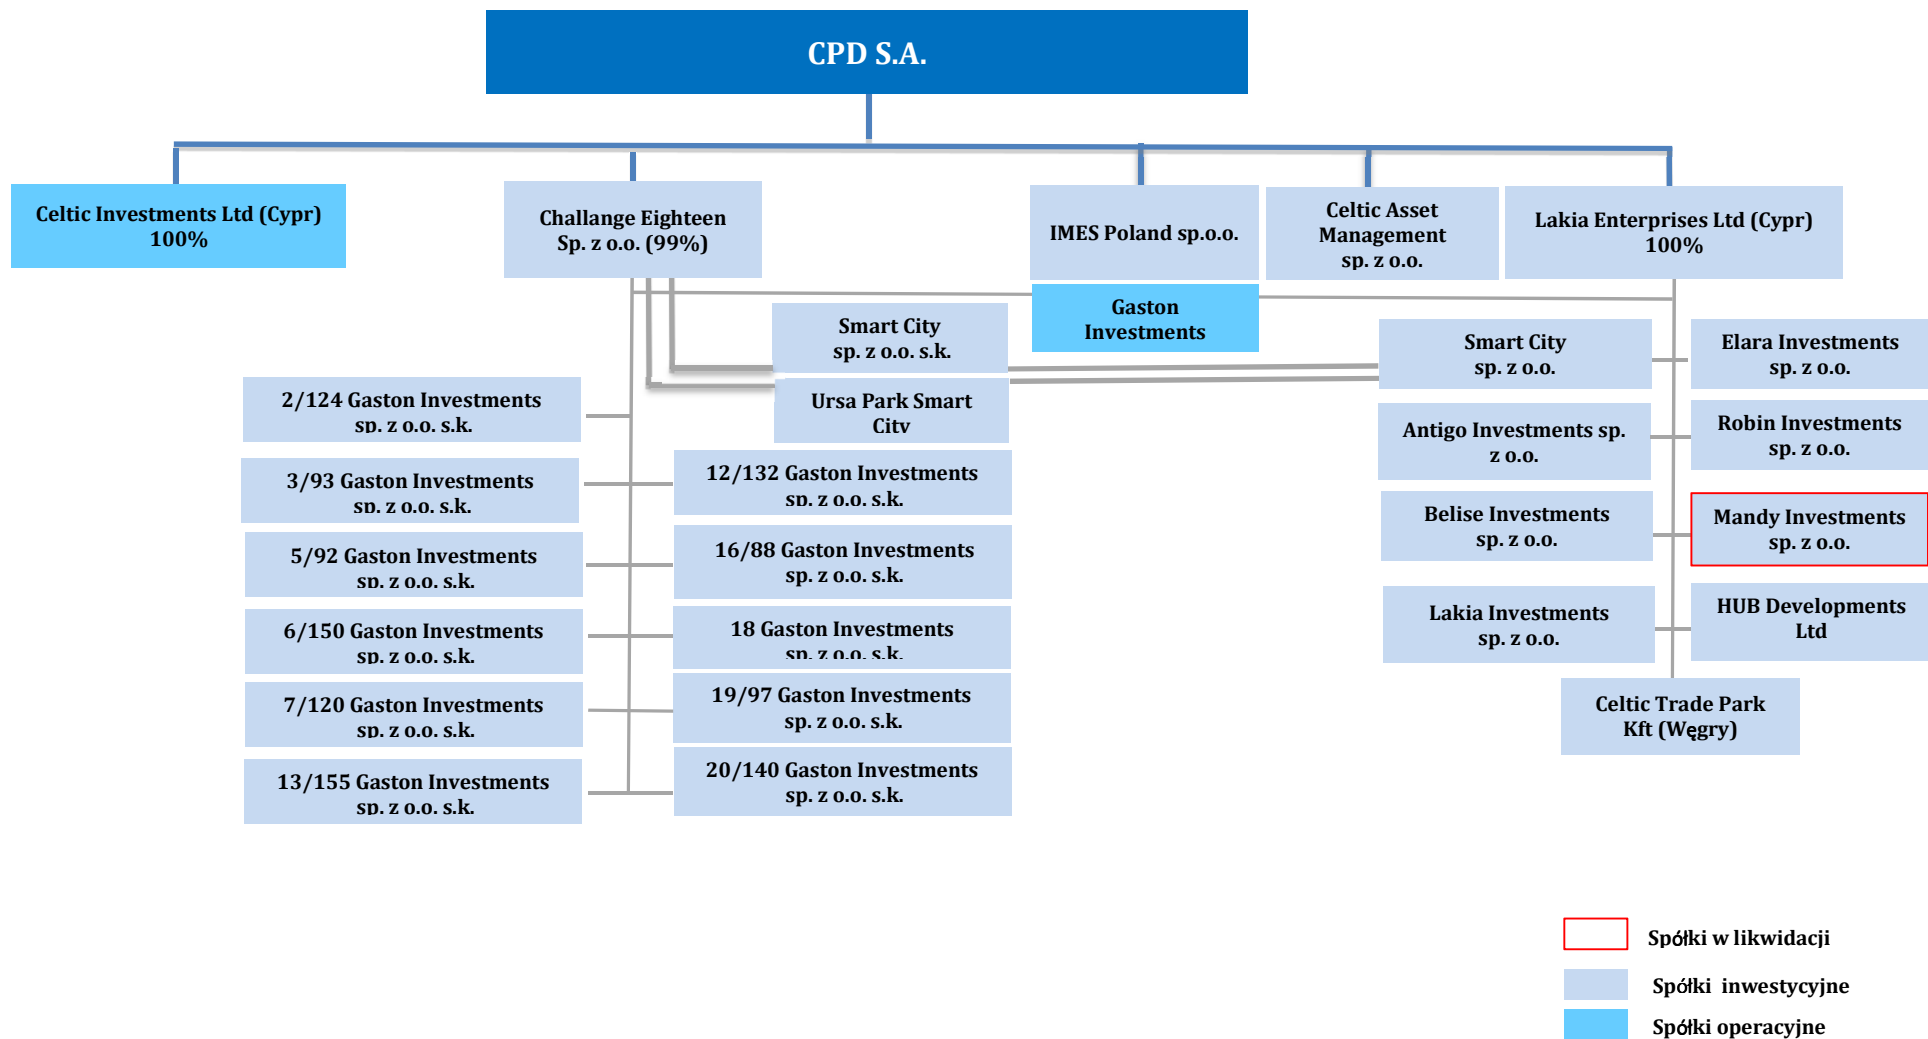 CPD S.A.
Celtic Investments Ltd (Cypr)
100%
Challange Eighteen
Sp. z o.o. (99%)
IMES Poland sp.o.o.
Celtic Asset
Management
sp. z o.o.
Lakia Enterprises Ltd (Cypr)
100%
Gaston
Investments
Smart City
sp. z o.o. s.k.
Ursa Park Smart
City
2/124 Gaston Investments
sp. z o.o. s.k.
3/93 Gaston Investments
sp. z o.o. s.k.
5/92 Gaston Investments
sp. z o.o. s.k.
6/150 Gaston Investments
sp. z o.o. s.k.
7/120 Gaston Investments
sp. z o.o. s.k.
13/155 Gaston Investments
sp. z o.o. s.k.
12/132 Gaston Investments
sp. z o.o. s.k.
16/88 Gaston Investments
sp. z o.o. s.k.
18 Gaston Investments
sp. z o.o. s.k.
19/97 Gaston Investments
sp. z o.o. s.k.
20/140 Gaston Investments
sp. z o.o. s.k.
Smart City
sp. z o.o.
Elara Investments
sp. z o.o.
Antigo Investments sp.
z o.o.
Robin Investments
sp. z o.o.
Belise Investments
sp. z o.o.
Mandy Investments
sp. z o.o.
Lakia Investments
sp. z o.o.
HUB Developments
Ltd
Celtic Trade Park
Kft (Węgry)
Spółki w likwidacji
Spółki inwestycyjne
Spółki operacyjne